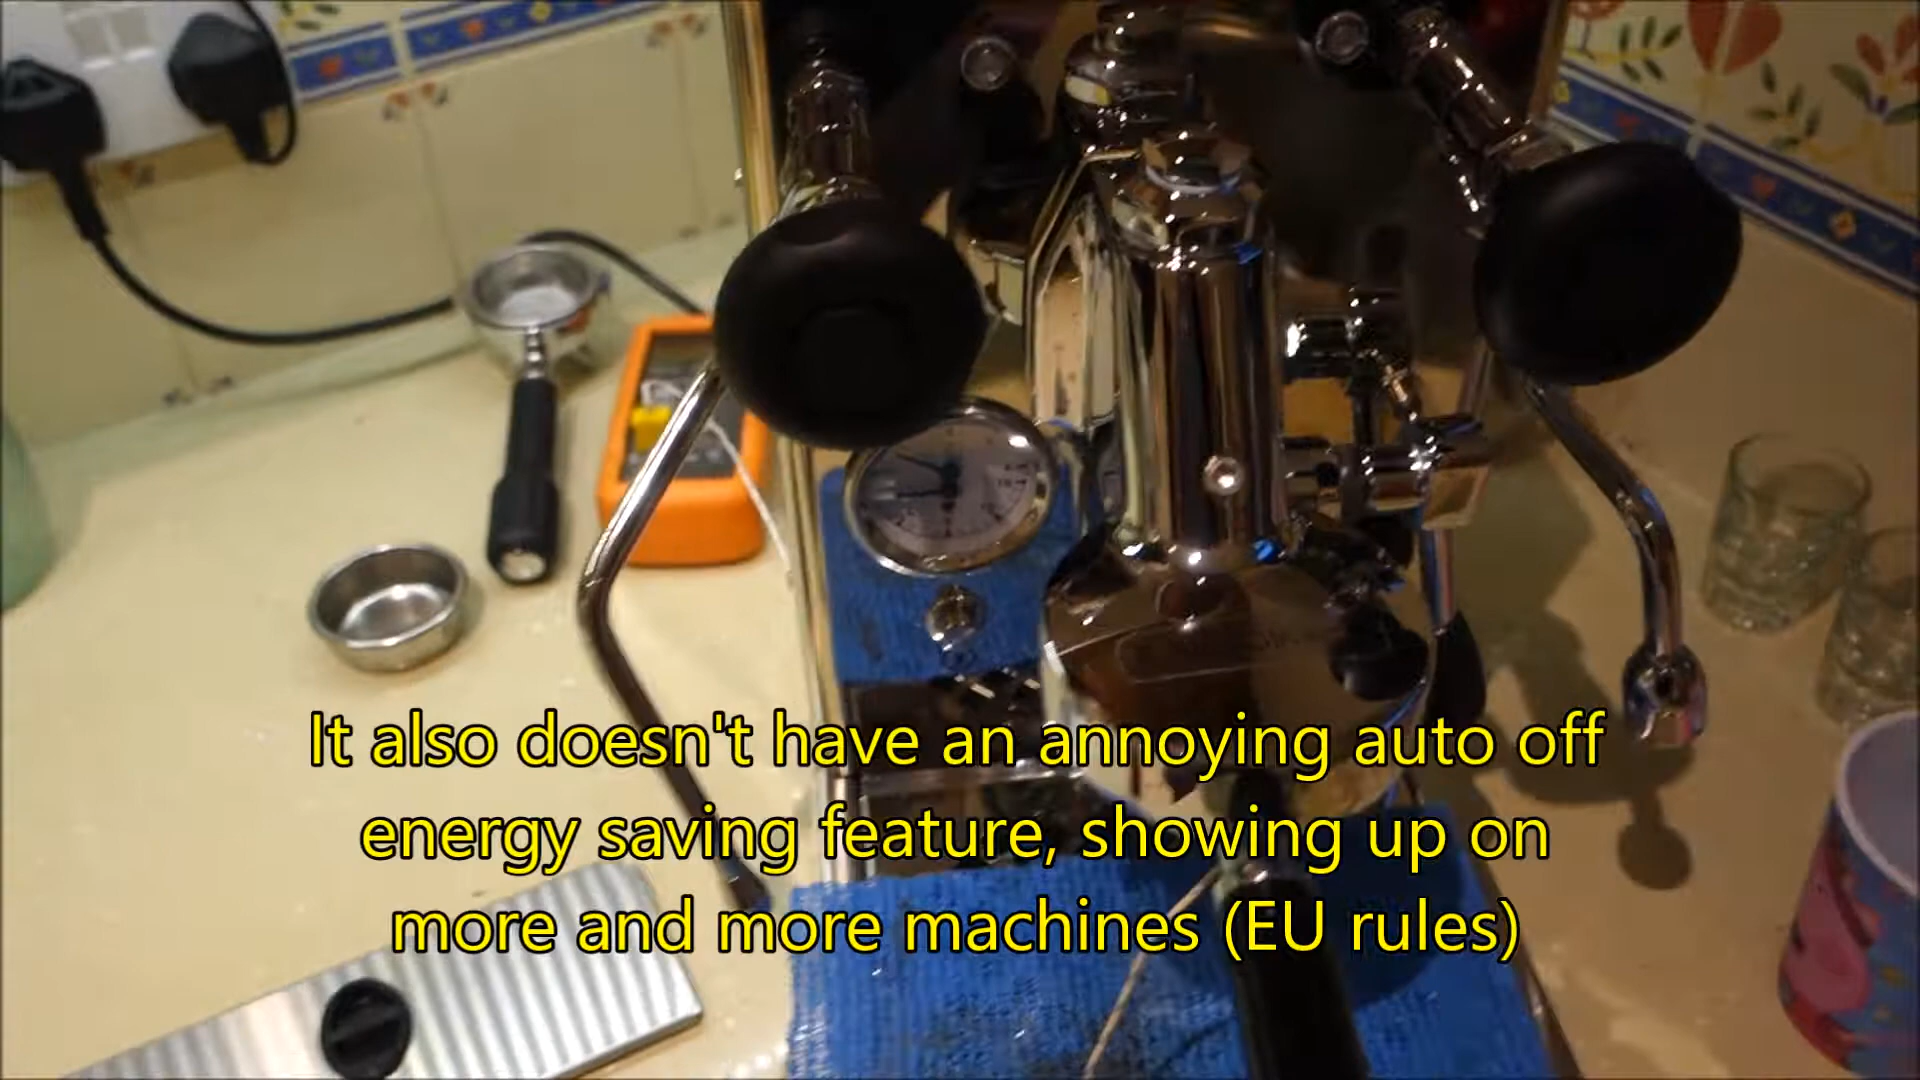 It also doesn't have an annoying auto off
energy saving feature, showing up on
more and more machines (EU rules)